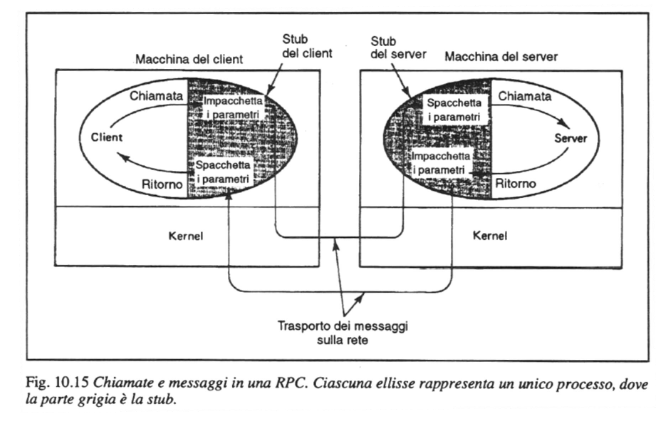 Stub
del client
Stub
del server
Macchina del client
Macchina del server
Chiamata
Impacchetta
i parametri
Spacchetta
i parametri
Chiamata
Client
Server
Spacchetta
i parametri
Impacchetta
i parametri
Ritorno
Ritorno
Kernel
Kernel
Trasporto dei messaggi
sulla rete
Fig. 10.15 Chiamate e messaggi in una RPC. Ciascuna ellisse rappresenta un unico processo, dove
la parte grigia è la stub.